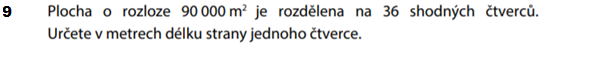 9 Plocha o rozloze 90 000 m² je rozdělena na 36 shodných čtverců.
Určete v metrech délku strany jednoho čtverce.